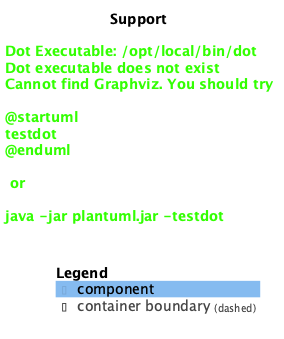 Support
Dot Executable: /opt/local/bin/dot
Dot executable does not exist
Cannot find Graphviz. You should try
@startuml
testdot
@enduml
or
java -jar plantuml.jar -testdot
Legend
▯ component
▯ container boundary (dashed)